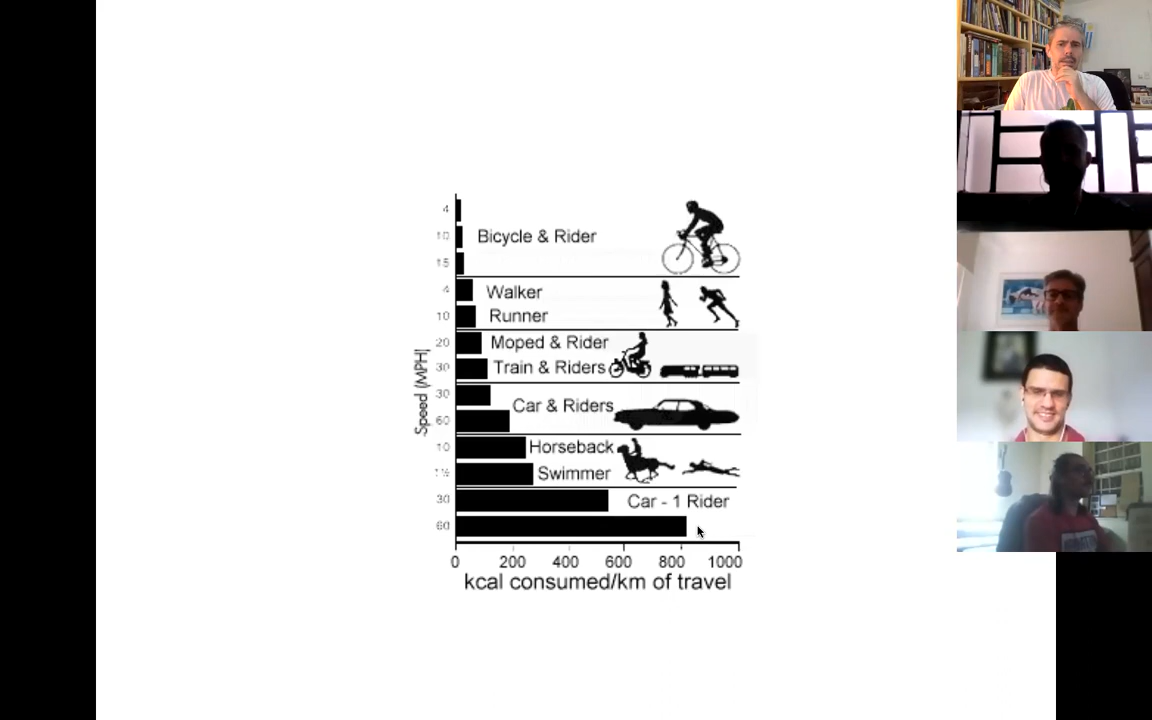 4
10 Bicycle & Rider
15
4 Walker
10 Runner
20 Moped & Rider
30 Train & Riders
30
Car & Riders
60
10 Horseback
Swimmer
30 Car - 1 Rider
60
Speed (MPH)
0 200 400 600 800 1000
kcal consumed/km of travel